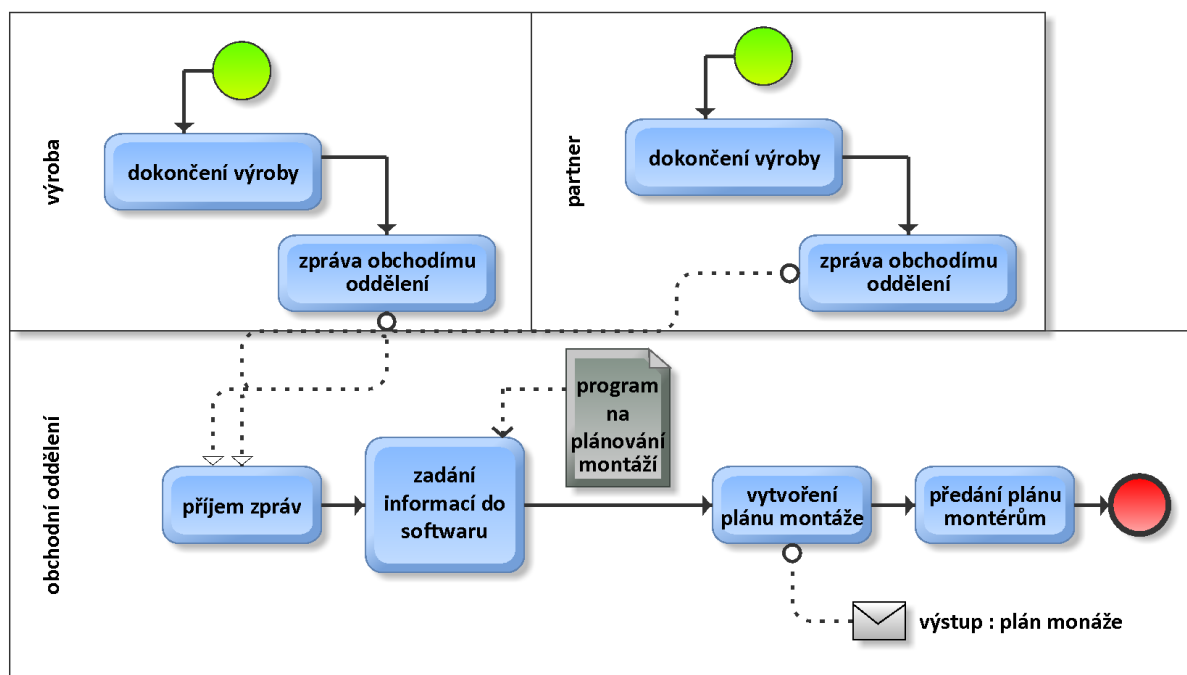 výroba
dokončení výroby
zpráva obchodímu
oddělení
partner
dokončení výroby
zpráva obchodímu
oddělení
obchodní oddělení
příjem zpráv
zadání
informací do
softwaru
program
na
plánování
montáží
vytvoření
plánu montáže
předání plánu
montérům
výstup : plán monáže